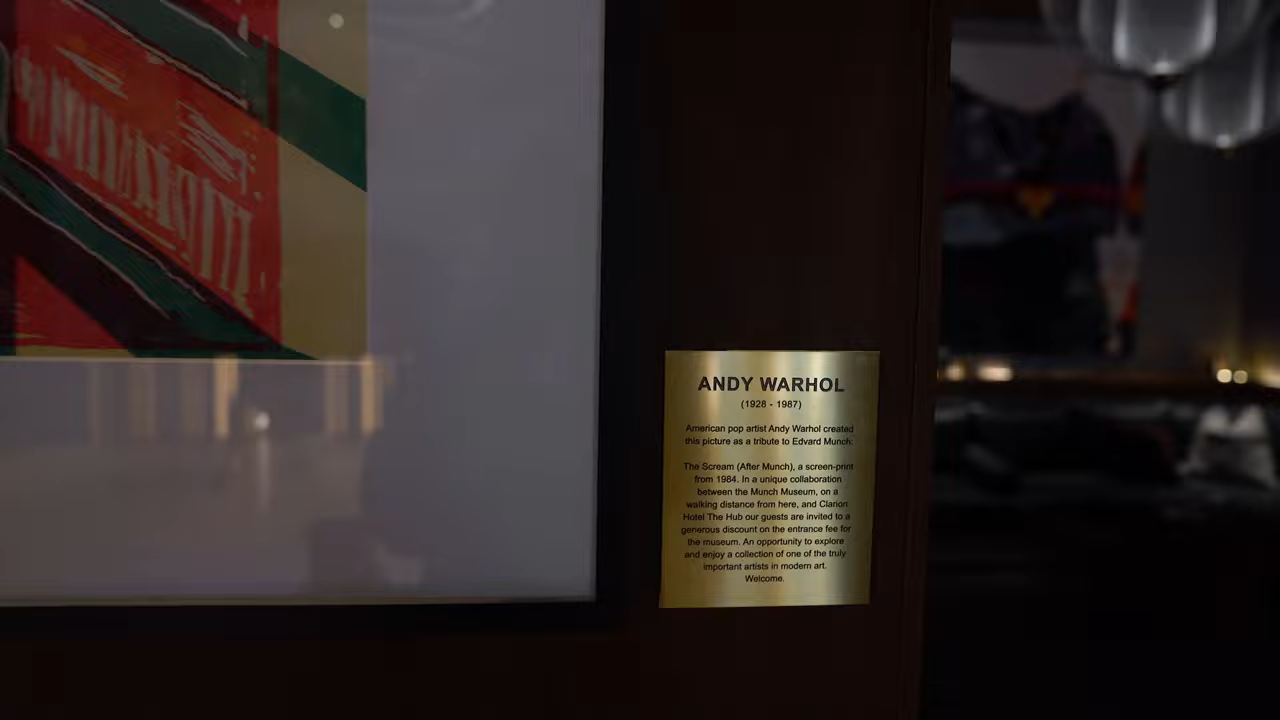 ANDY WARHOL
(1928 - 1987)
American pop artist Andy Warhol created
this picture as a tribute to Edvard Munch:
The Scream (After Munch), a screen-print
from 1984. In a unique collaboration
between the Munch Museum, on a
walking distance from here, and Clarion
Hotel The Hub our guests are invited to a
generous discount on the entrance fee for
the museum. An opportunity to explore
and enjoy a collection of one of the truly
important artists in modern art.
Welcome.